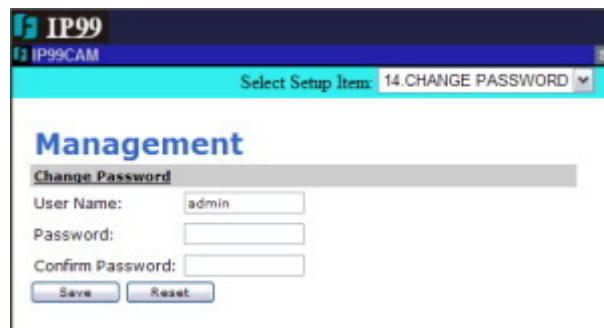 IP99
IP99CAM
Select Setup Item: 14.CHANGE PASSWORD
Management
Change Password
User Name: admin
Password:
Confirm Password:
Save Reset